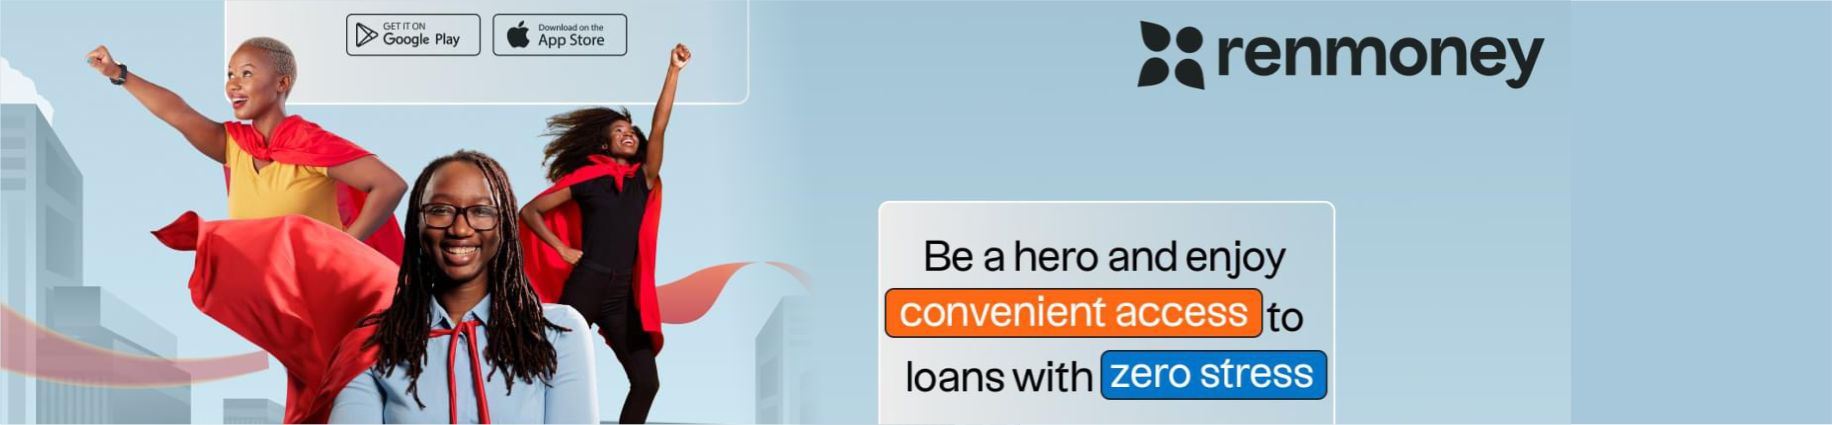 GET IT ON
Google Play
Download on the
App Store
renmoney
Be a hero and enjoy
convenient access to
loans with zero stress